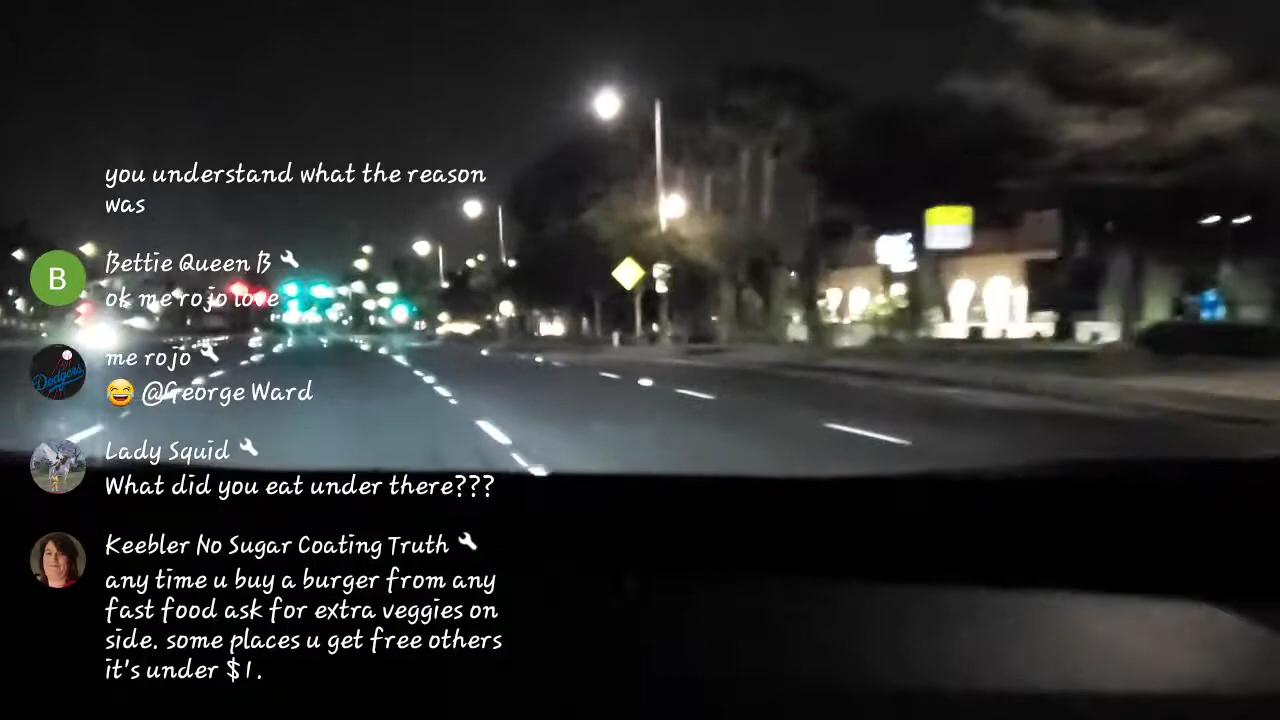 you understand what the reason
was
B
Bettie Queen B
ok me rojo love
me rojo
Dodgers
😂 @George Ward
Lady Squid
What did you eat under there???
Keebler No Sugar Coating Truth
any time u buy a burger from any
fast food ask for extra veggies on
side. some places u get free others
it's under $1.